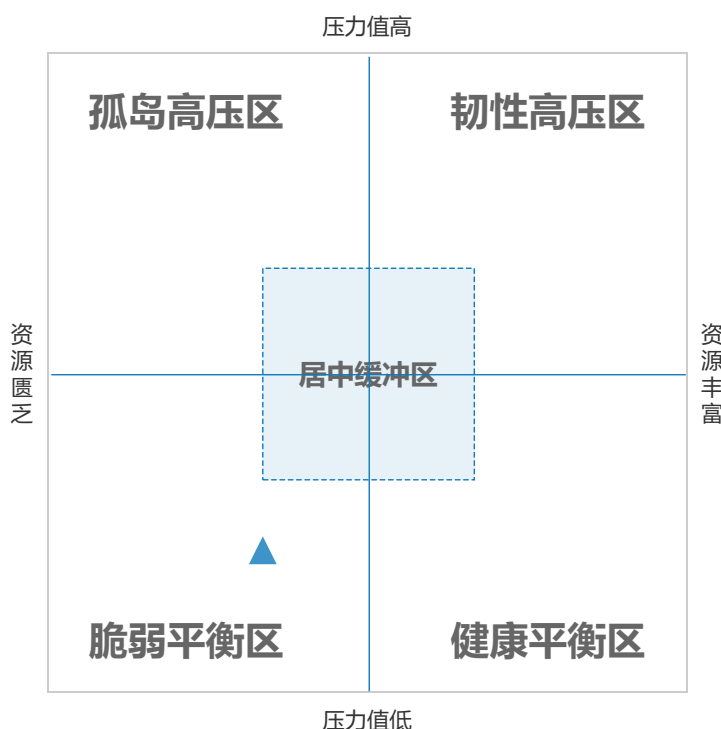 压力值高
孤岛高压区
韧性高压区
资源匮乏
居中缓冲区
资源丰富
脆弱平衡区
健康平衡区
压力值低